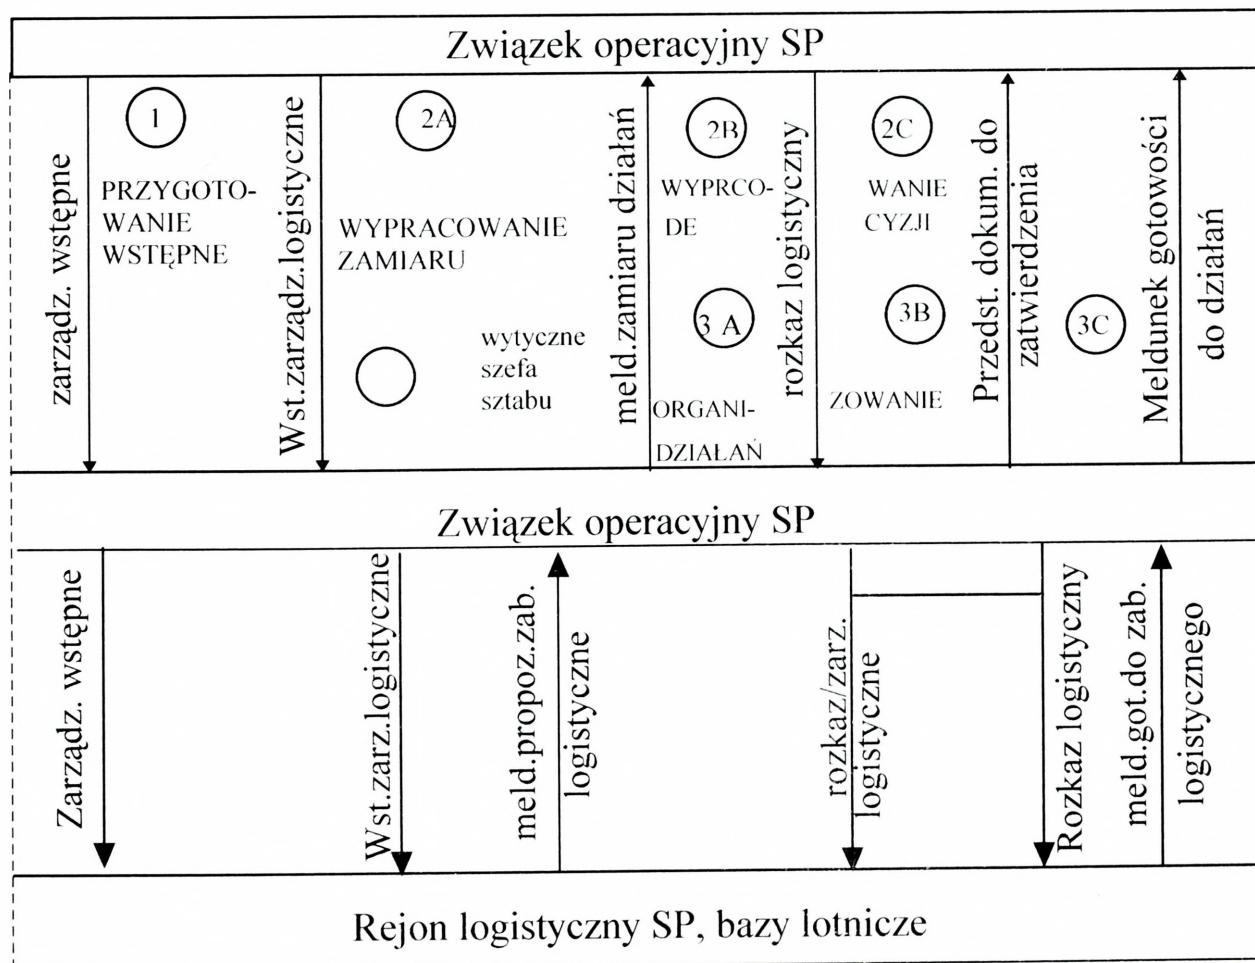 Związek operacyjny SP
zarządz. wstępne
1
PRZYGOTO-
WANIE
WSTĘPNE
Wst.zarządz.logistyczne
2A
WYPRACOWANIE
ZAMIARU
wytyczne
szefa
sztabu
meld.zamiaru działań
2B
WYPRCO-
DE
3 A
ORGANI-
DZIAŁAŃ
rozkaz logistyczny
2C
WANIE
CYZJI
3B
ZOWANIE
Przedst. dokum. do
zatwierdzenia
3C
Meldunek gotowości
do działań
Związek operacyjny SP
Zarządz. wstępne
Wst.zarz.logistyczne
meld.propoz.zab.
logistyczne
rozkaz/zarz.
logistyczne
Rozkaz logistyczny
meld.got.do zab.
logistycznego
Rejon logistyczny SP, bazy lotnicze